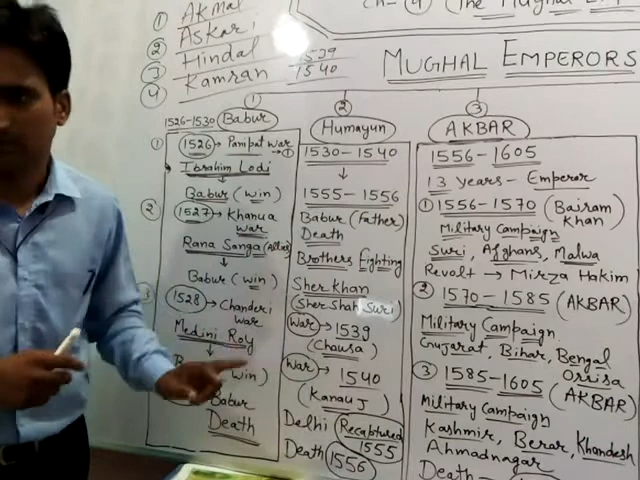 ① Akmal
② Askari
③ Hindal
④ Kamran
1539
1540
Ch - ④ (The Mughal
MUGHAL EMPERORS
①
②
③
1526-1530 Babur
① 1526 → Panipat war
→①
Ibrahim Lodi
Babur (win)
② 1527 → Khanua
war
Rana Sanga (Allies)
Babur (win)
3 1528 → Chanderi
war
Medini Roy
win)
Babur
Death
Humayun
1530 - 1540
1555 - 1556
Babur (Father)
Death
Brothers Fighting
Sher Khan
(Sher Shah Suri)
War → 1539
(Chausa)
War → 1540
(Kanauj)
Delhi Recaptured
1555
Death 1556
AKBAR
1556 - 1605
13 years - Emperor
① 1556 - 1570 (Bairam
Khan)
Military Campaign
Suri, Afghans, Malwa
Revolt → Mirza Hakim
② 1570 - 1585 (AKBAR)
Military Campaign
Gujarat, Bihar, Bengal
Orrisa
③ 1585 - 1605 (AKBAR)
Military Campaign
Kashmir, Berar, Khandesh
Ahmadnagar
Death